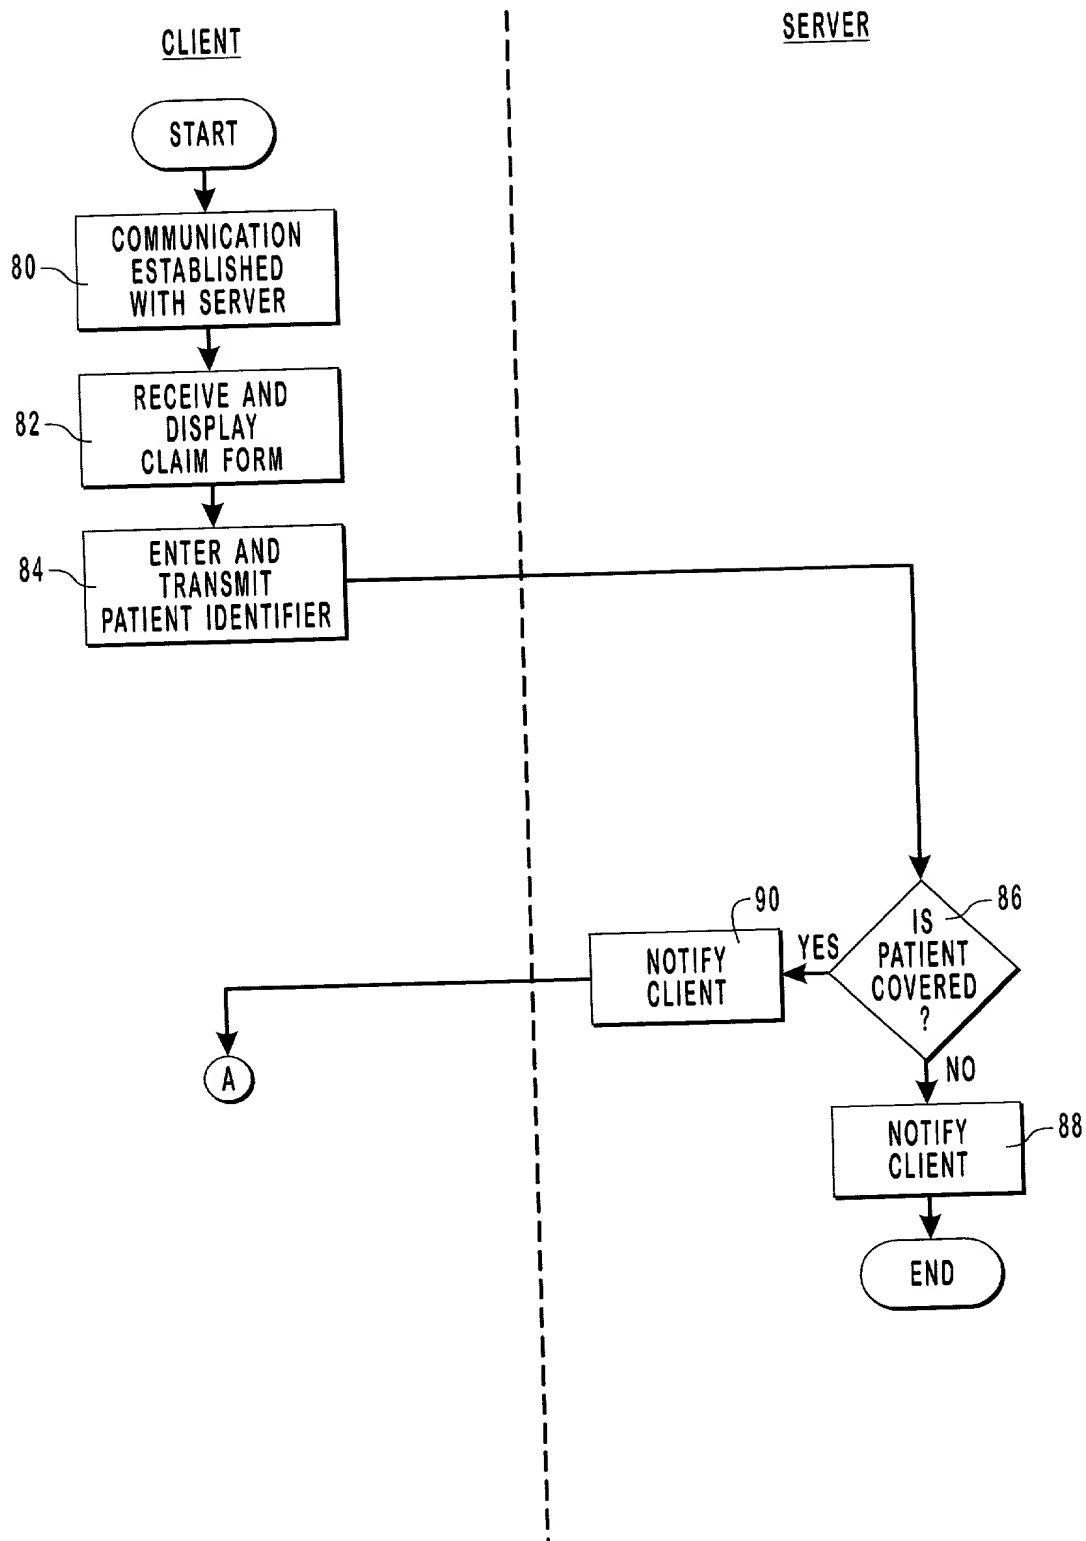 CLIENT
SERVER
START
COMMUNICATION
ESTABLISHED
WITH SERVER
80
RECEIVE AND
DISPLAY
CLAIM FORM
82
ENTER AND
TRANSMIT
PATIENT IDENTIFIER
84
86
IS
PATIENT
COVERED
?
YES
90
NOTIFY
CLIENT
A
NO
NOTIFY
CLIENT
88
END